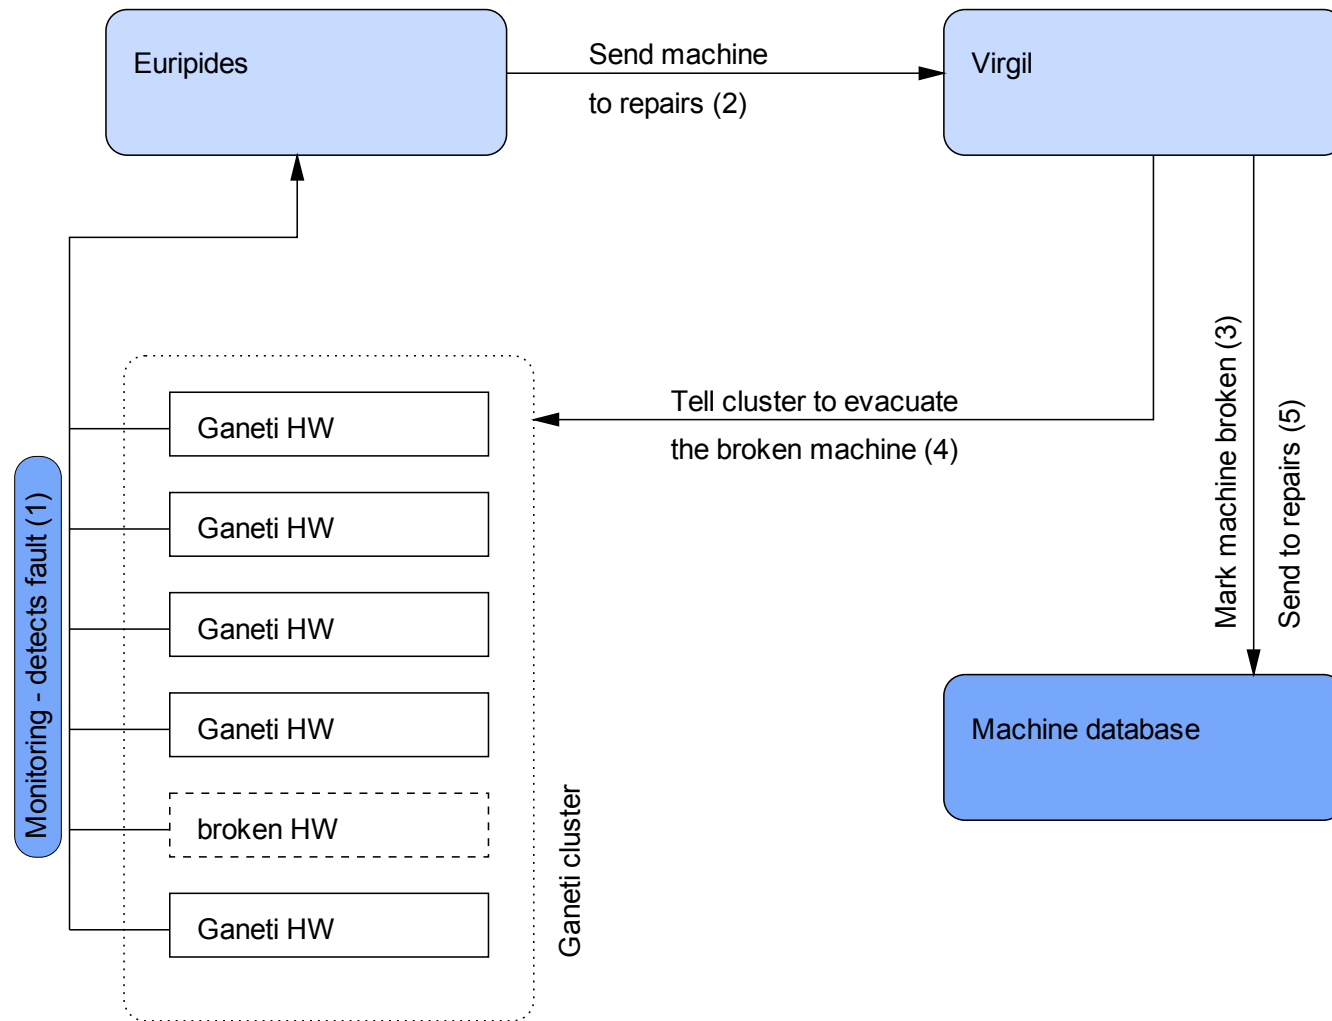 Euripides
Send machine
to repairs (2)
Virgil
Tell cluster to evacuate
the broken machine (4)
Mark machine broken (3)
Send to repairs (5)
Machine database
Monitoring - detects fault (1)
Ganeti HW
Ganeti HW
Ganeti HW
Ganeti HW
broken HW
Ganeti HW
Ganeti cluster